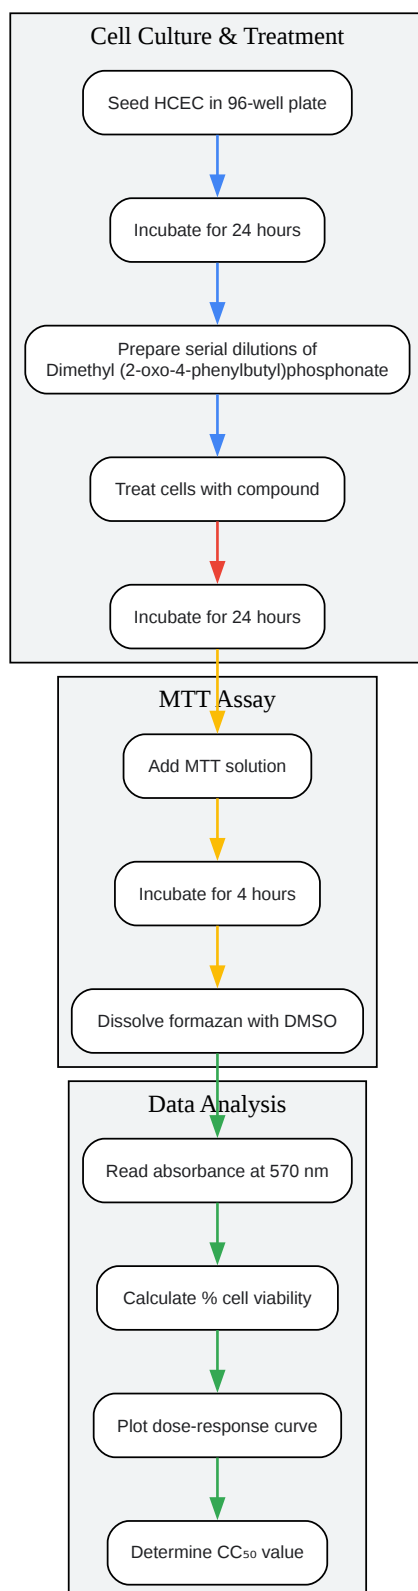 Cell Culture & Treatment
Seed HCEC in 96-well plate
Incubate for 24 hours
Prepare serial dilutions of
Dimethyl (2-oxo-4-phenylbutyl)phosphonate
Treat cells with compound
Incubate for 24 hours
MTT Assay
Add MTT solution
Incubate for 4 hours
Dissolve formazan with DMSO
Data Analysis
Read absorbance at 570 nm
Calculate % cell viability
Plot dose-response curve
Determine CC₅₀ value